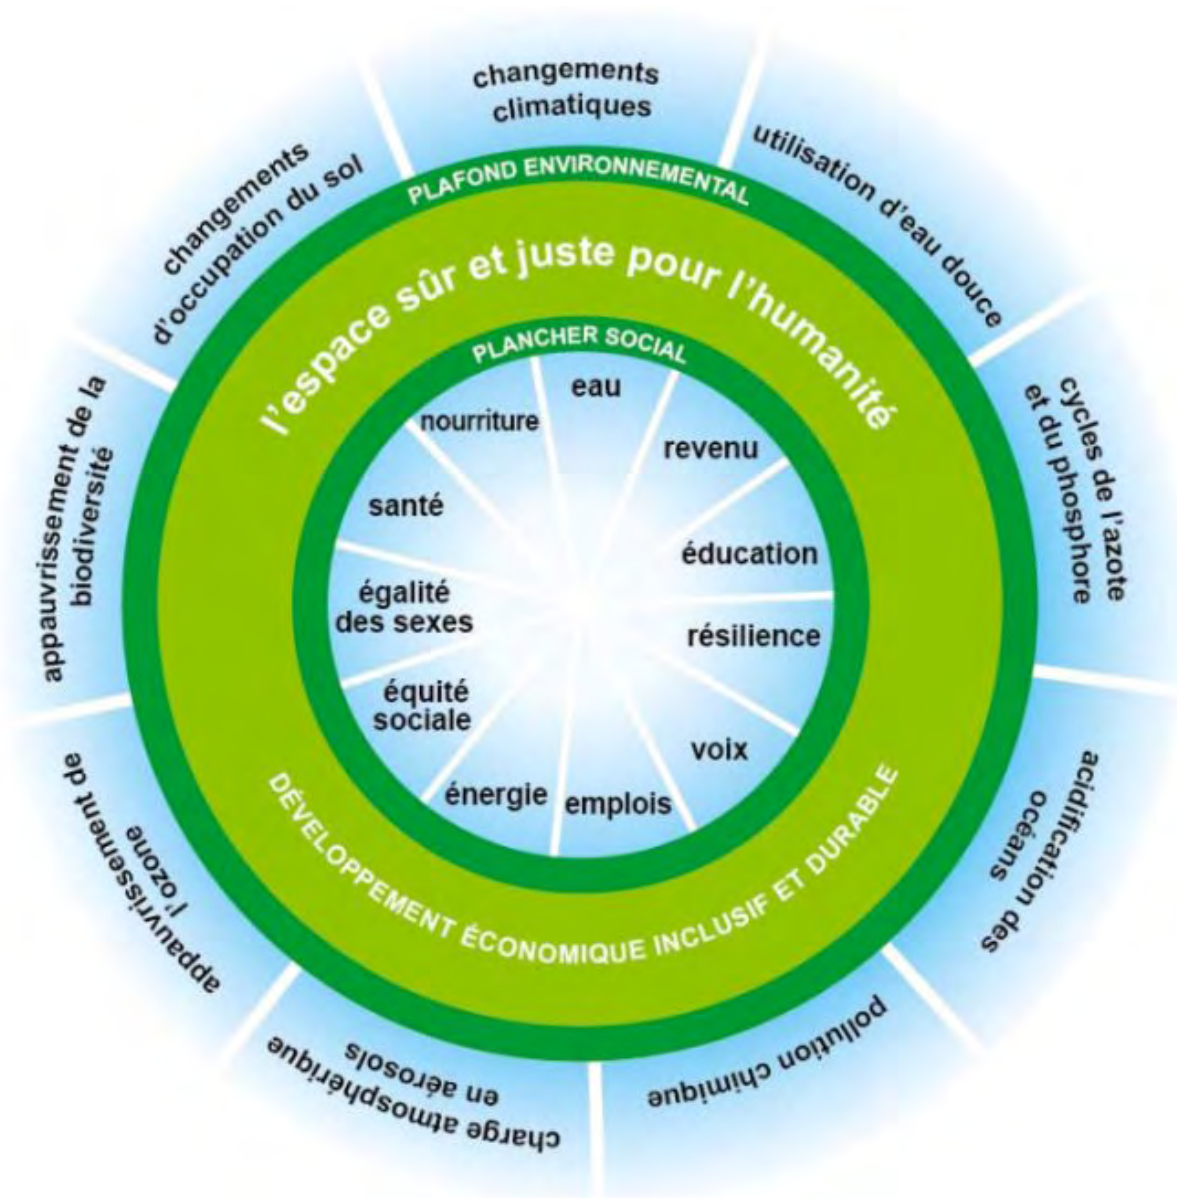 changements
climatiques
utilisation d'eau douce
cycles de l'azote
et du phosphore
acidification des
océans
pollution chimique
charge atmosphérique
en aérosols
appauvrissement de
l'ozone
appauvrissement de la
biodiversité
changements
d'occupation du sol
PLAFOND ENVIRONNEMENTAL
l'espace sûr et juste pour l'humanité
PLANCHER SOCIAL
eau
revenu
éducation
résilience
voix
emplois
énergie
équité
sociale
égalité
des sexes
santé
nourriture
DÉVELOPPEMENT ÉCONOMIQUE INCLUSIF ET DURABLE